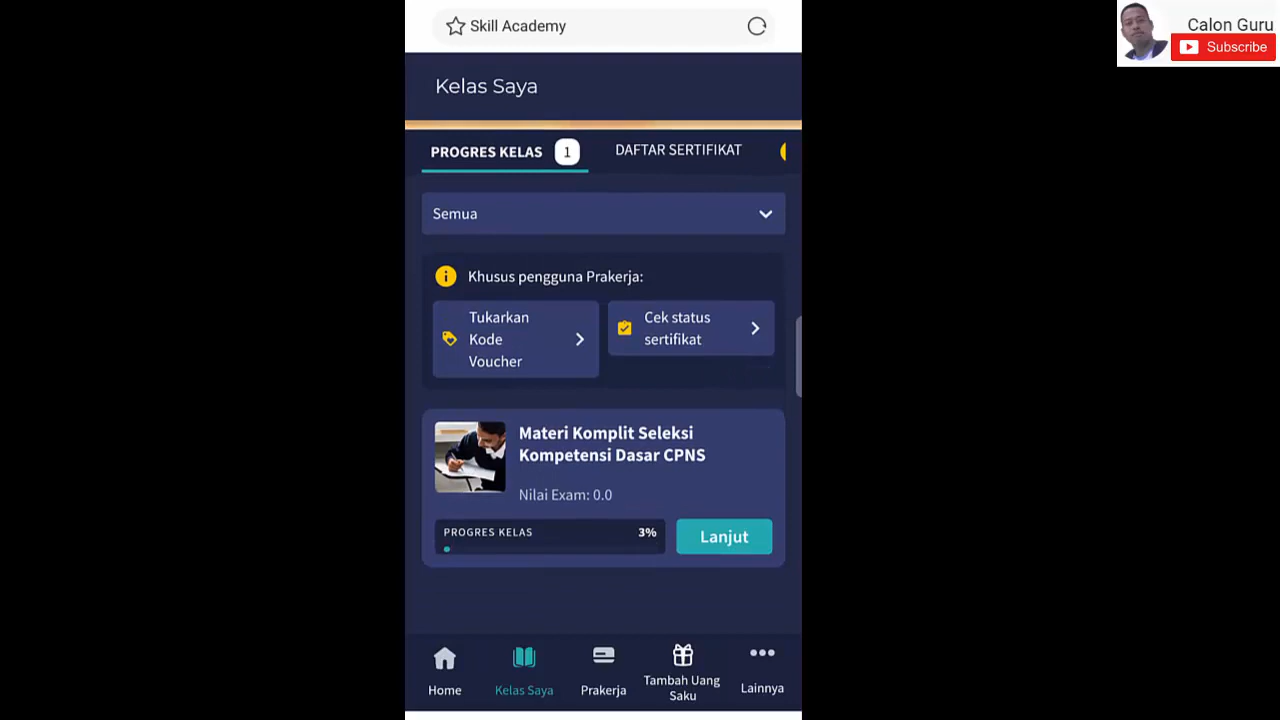 Skill Academy
Calon Guru
Subscribe
Kelas Saya
PROGRES KELAS 1
DAFTAR SERTIFIKAT
Semua
Khusus pengguna Prakerja:
Tukarkan
Kode
Voucher
Cek status
sertifikat
Materi Komplit Seleksi
Kompetensi Dasar CPNS
Nilai Exam: 0.0
PROGRES KELAS 3%
Lanjut
Home
Kelas Saya
Prakerja
Tambah Uang
Saku
Lainnya